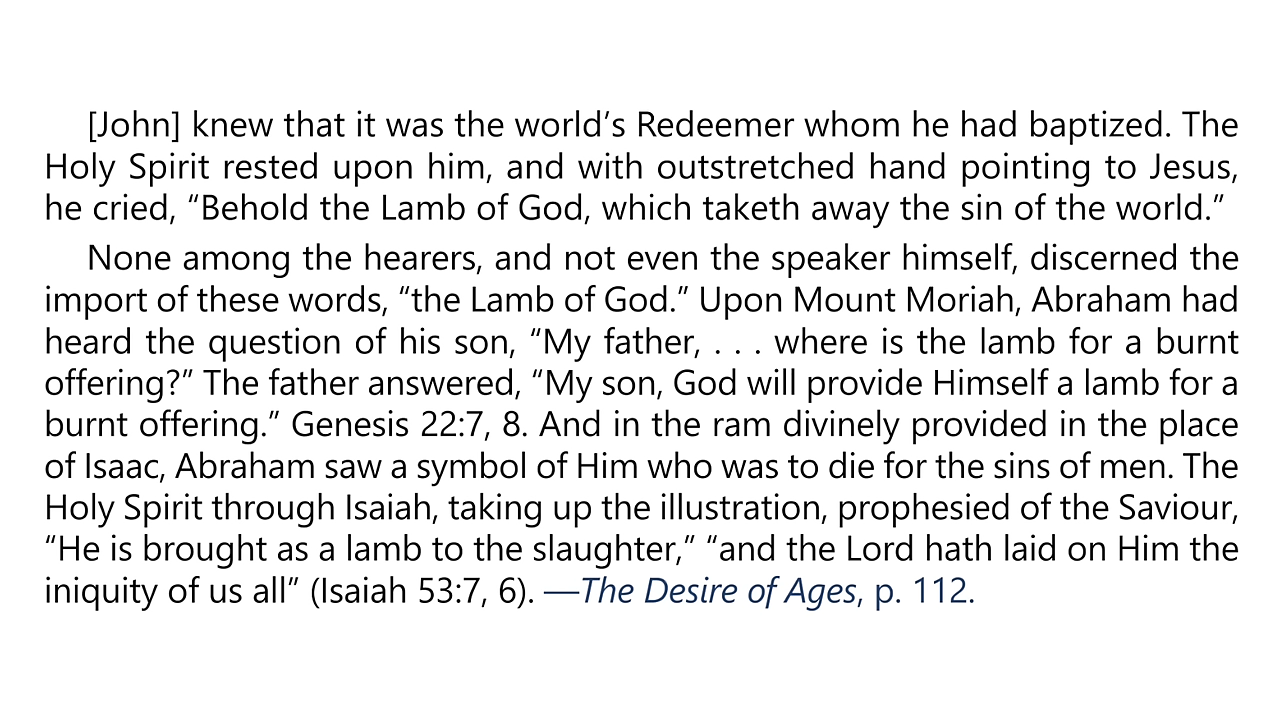 [John] knew that it was the world’s Redeemer whom he had baptized. The
Holy Spirit rested upon him, and with outstretched hand pointing to Jesus,
he cried, “Behold the Lamb of God, which taketh away the sin of the world.”
None among the hearers, and not even the speaker himself, discerned the
import of these words, “the Lamb of God.” Upon Mount Moriah, Abraham had
heard the question of his son, “My father, . . . where is the lamb for a burnt
offering?” The father answered, “My son, God will provide Himself a lamb for a
burnt offering.” Genesis 22:7, 8. And in the ram divinely provided in the place
of Isaac, Abraham saw a symbol of Him who was to die for the sins of men. The
Holy Spirit through Isaiah, taking up the illustration, prophesied of the Saviour,
“He is brought as a lamb to the slaughter,” “and the Lord hath laid on Him the
iniquity of us all” (Isaiah 53:7, 6). —The Desire of Ages, p. 112.